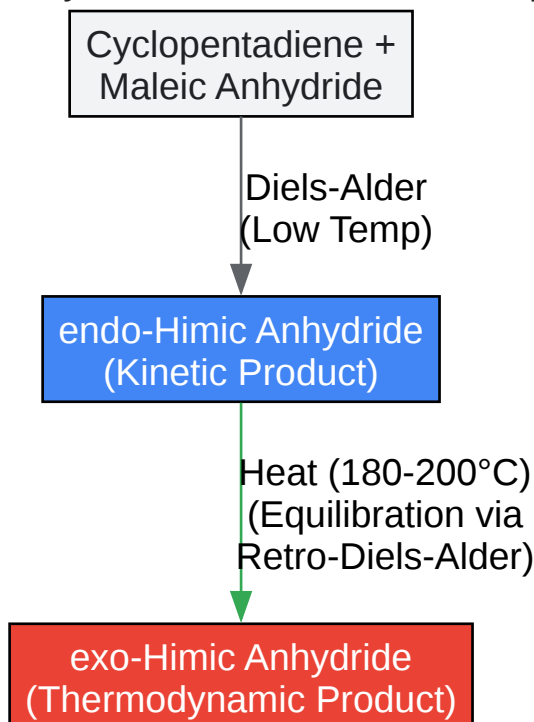 Cyclopentadiene +
Maleic Anhydride
Diels-Alder
(Low Temp)
endo-Himic Anhydride
(Kinetic Product)
Heat (180-200°C)
(Equilibration via
Retro-Diels-Alder)
exo-Himic Anhydride
(Thermodynamic Product)